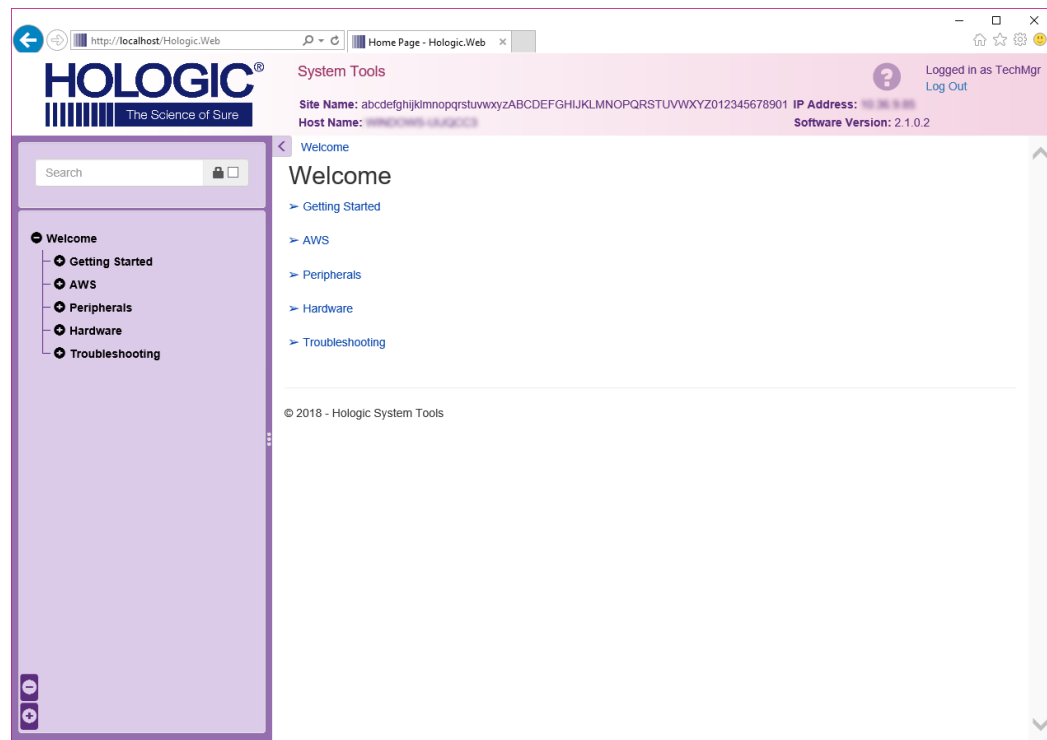 http://localhost/Hologic.Web
Home Page - Hologic.Web
HOLOGIC®
The Science of Sure
System Tools
Logged in as TechMgr
Log Out
Site Name: abcdefghijklmnopqrstuvwxyzABCDEFGHIJKLMNOPQRSTUVWXYZ012345678901 IP Address:
Host Name:
Software Version: 2.1.0.2
Search
Welcome
Getting Started
AWS
Peripherals
Hardware
Troubleshooting
Welcome
Welcome
➢ Getting Started
➢ AWS
➢ Peripherals
➢ Hardware
➢ Troubleshooting
© 2018 - Hologic System Tools